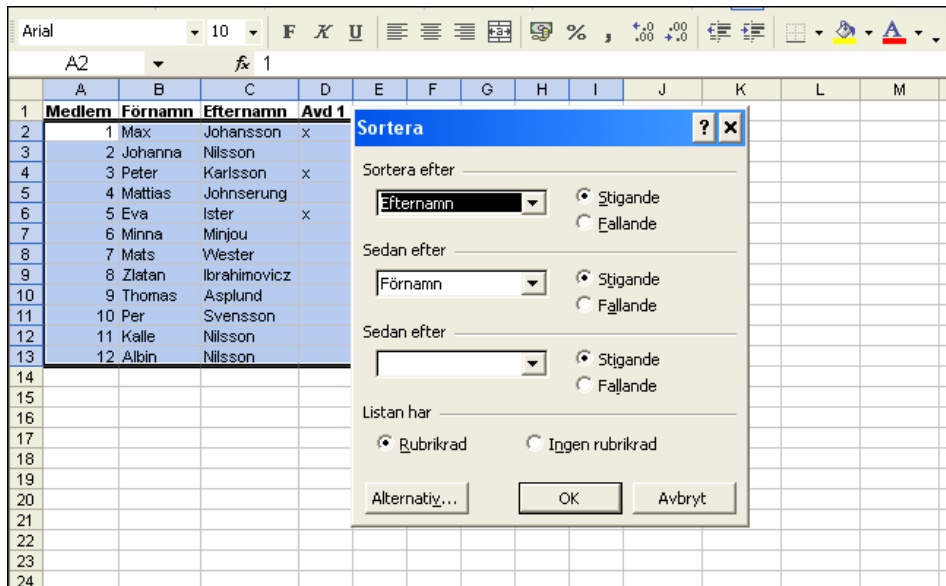 Arial 10 F K U % , ,0 ,00 ,00 ,0 A
A2 fx 1
A B C D E F G H I J K L M
1 Medlem Förnamn Efternamn Avd 1
2 1 Max Johansson x
3 2 Johanna Nilsson
4 3 Peter Karlsson x
5 4 Mattias Johnserung
6 5 Eva Ister x
7 6 Minna Minjou
8 7 Mats Wester
9 8 Zlatan Ibrahimovicz
10 9 Thomas Asplund
11 10 Per Svensson
12 11 Kalle Nilsson
13 12 Albin Nilsson
14
15
16
17
18
19
20
21
22
23
24
Sortera ?
Sortera efter
Efternamn Stigande
Fallande
Sedan efter
Förnamn Stigande
Fallande
Sedan efter
Stigande
Fallande
Listan har
Rubrikrad Ingen rubrikrad
Alternativ... OK Avbryt